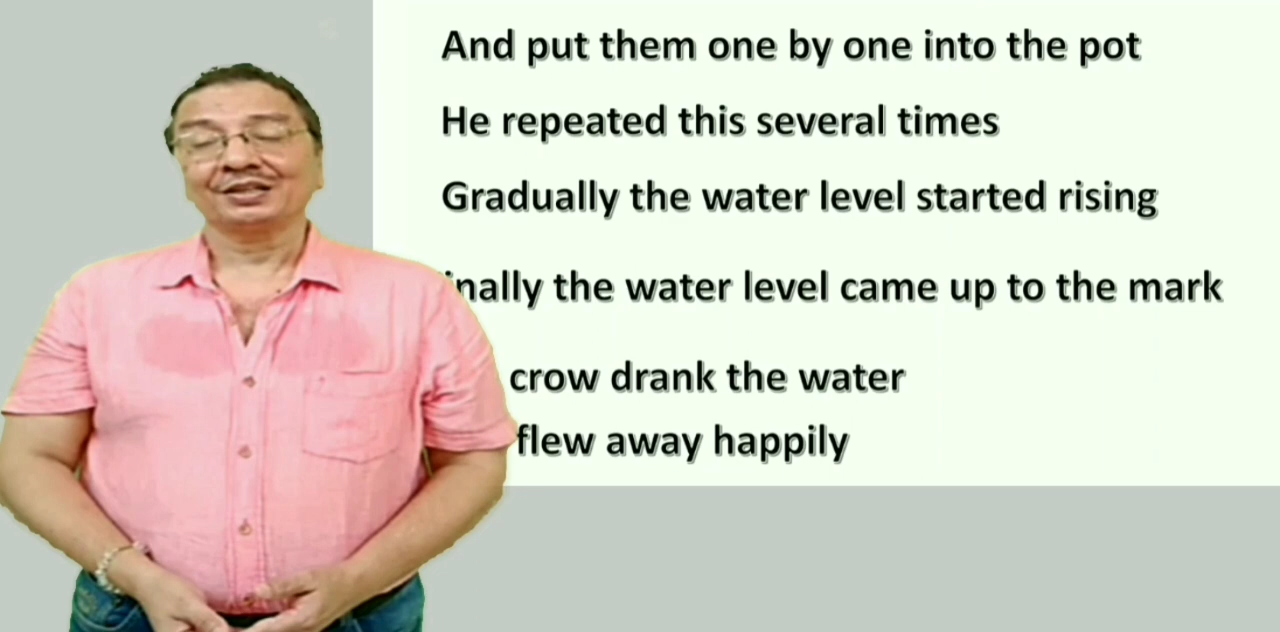 And put them one by one into the pot
He repeated this several times
Gradually the water level started rising
the water level came up to the mark
crow drank the water
flew away happily